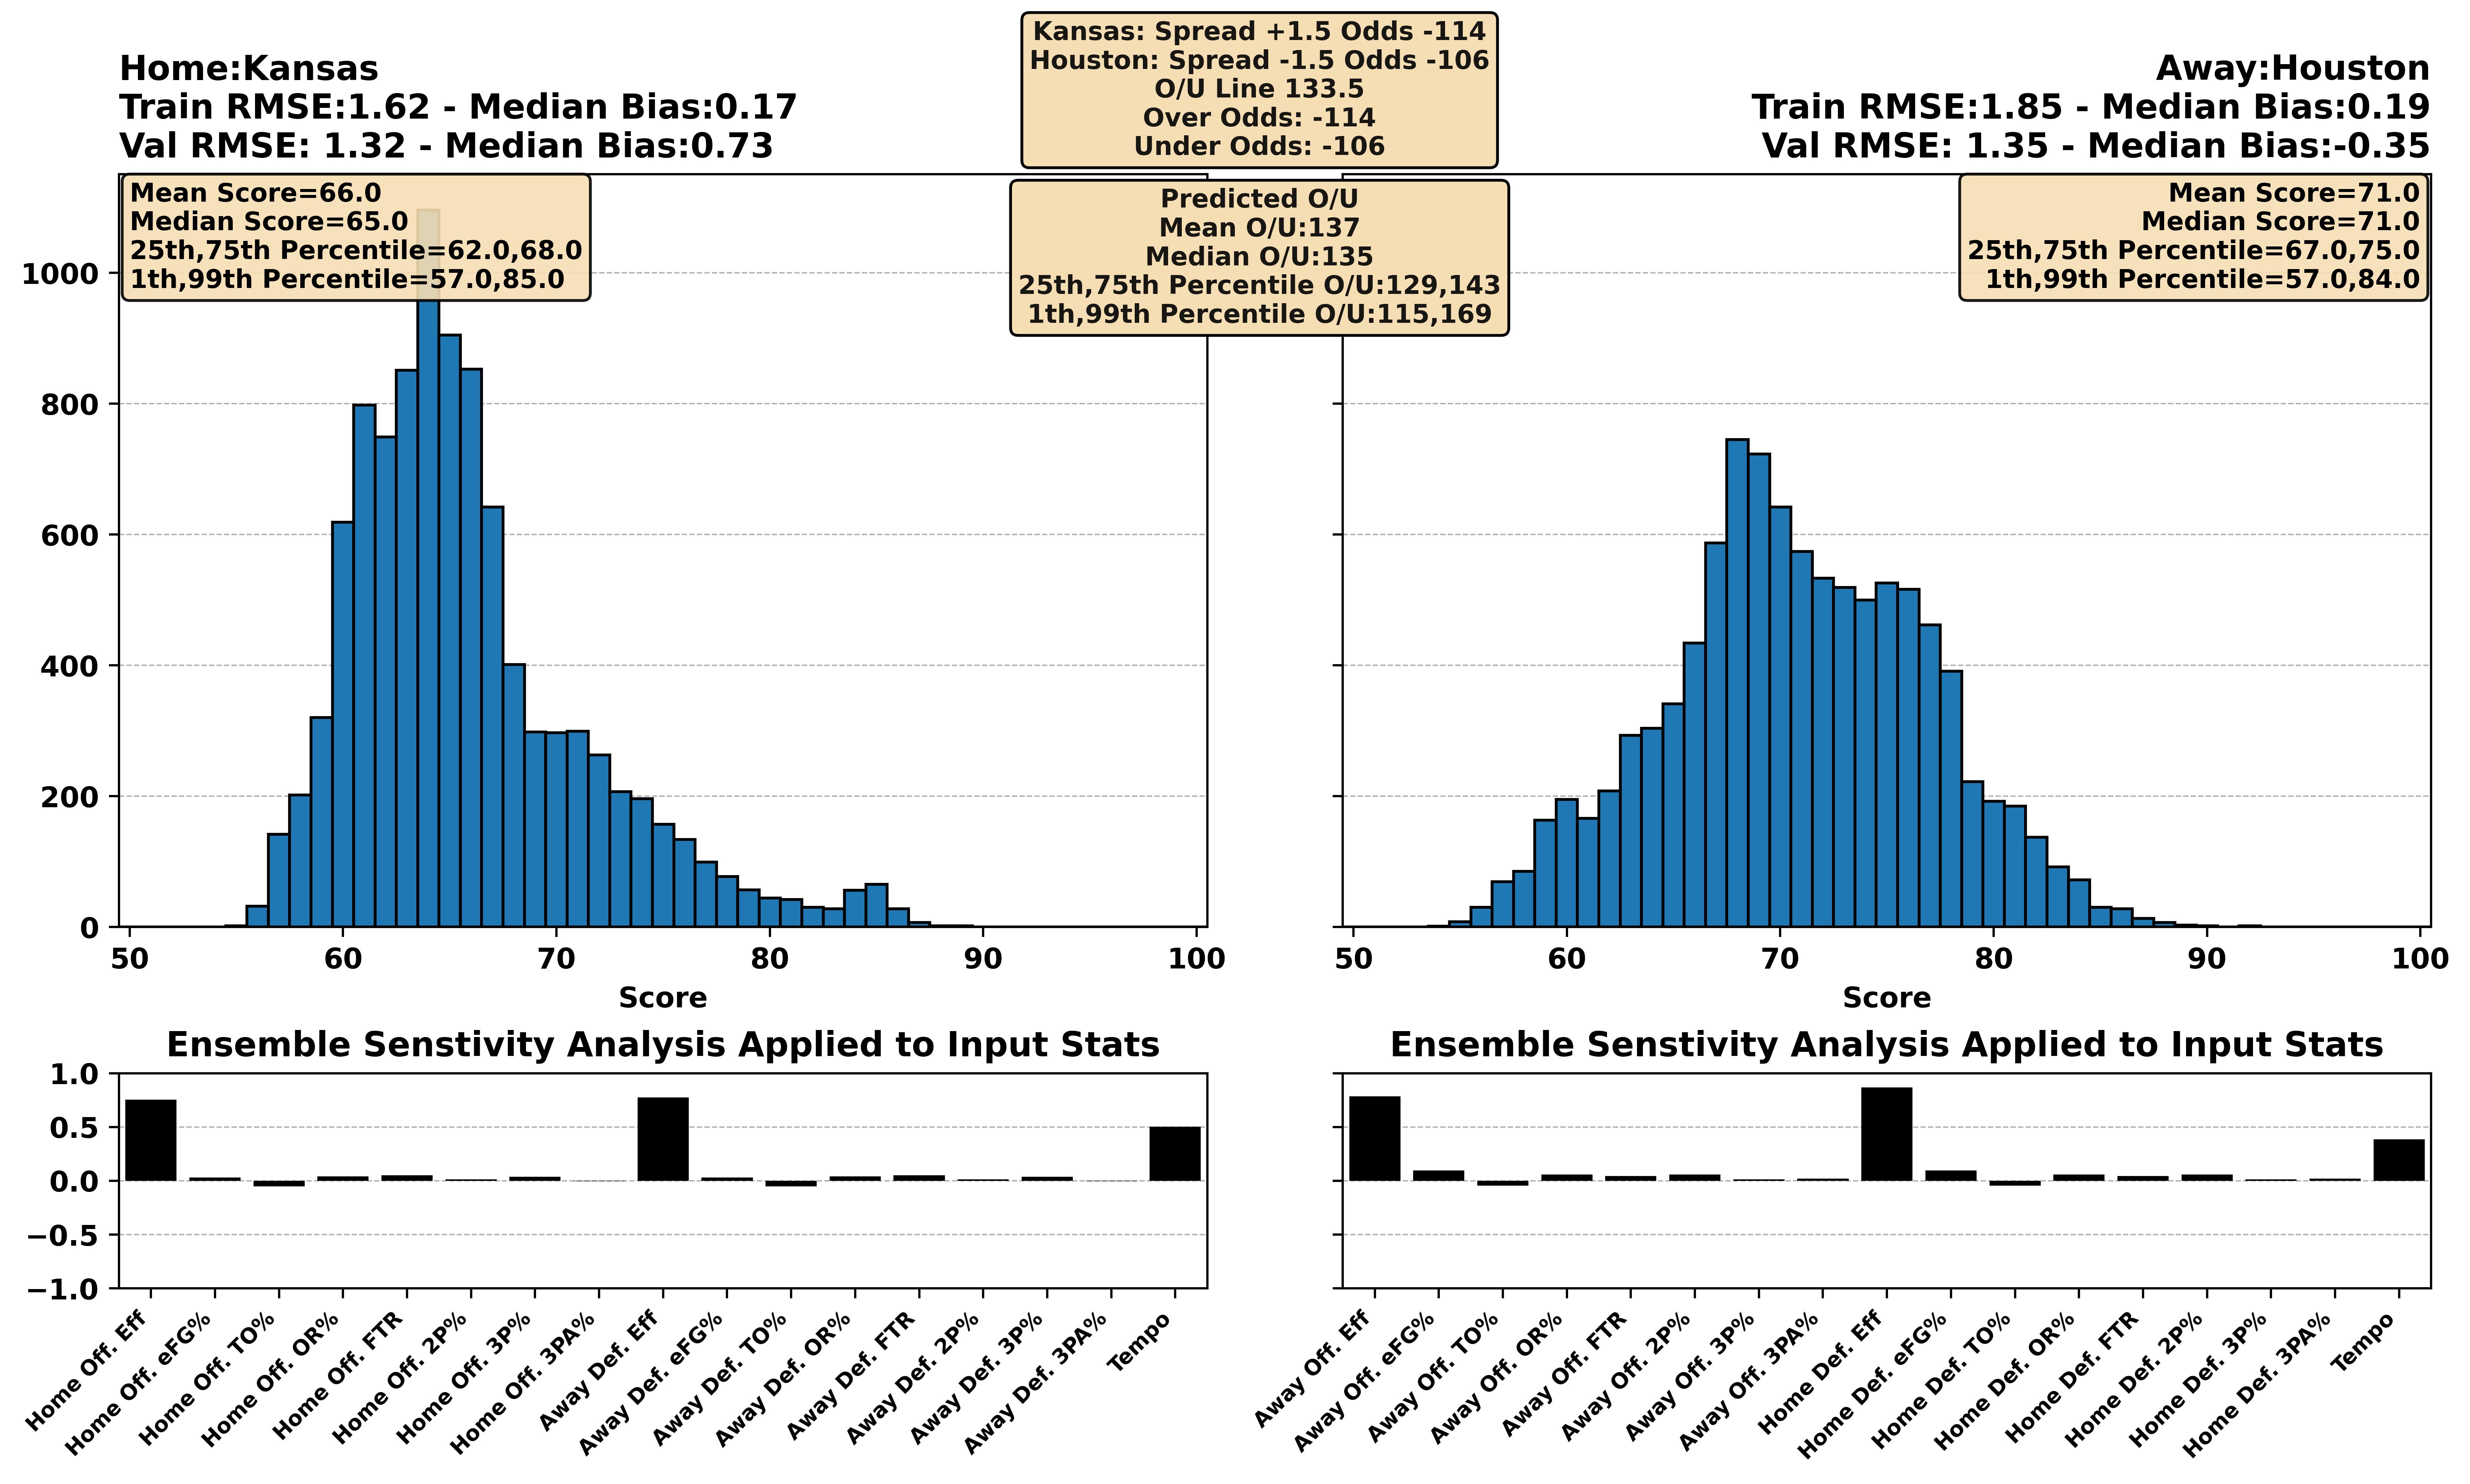 Kansas: Spread +1.5 Odds -114
Houston: Spread -1.5 Odds -106
O/U Line 133.5
Over Odds: -114
Under Odds: -106
Home:Kansas
Train RMSE:1.62 - Median Bias:0.17
Val RMSE: 1.32 - Median Bias:0.73
Away:Houston
Train RMSE:1.85 - Median Bias:0.19
Val RMSE: 1.35 - Median Bias:-0.35
Mean Score=66.0
Median Score=65.0
25th,75th Percentile=62.0,68.0
1th,99th Percentile=57.0,85.0
Predicted O/U
Mean O/U:137
Median O/U:135
25th,75th Percentile O/U:129,143
1th,99th Percentile O/U:115,169
Mean Score=71.0
Median Score=71.0
25th,75th Percentile=67.0,75.0
1th,99th Percentile=57.0,84.0
1000
800
600
400
200
0
50 60 70 80 90 100
Score
50 60 70 80 90 100
Score
Ensemble Senstivity Analysis Applied to Input Stats
1.0
0.5
0.0
−0.5
−1.0
Home Off. Eff
Home Off. eFG%
Home Off. TO%
Home Off. OR%
Home Off. FTR
Home Off. 2P%
Home Off. 3P%
Home Off. 3PA%
Away Def. Eff
Away Def. eFG%
Away Def. TO%
Away Def. OR%
Away Def. FTR
Away Def. 2P%
Away Def. 3P%
Away Def. 3PA%
Tempo
Ensemble Senstivity Analysis Applied to Input Stats
Away Off. Eff
Away Off. eFG%
Away Off. TO%
Away Off. OR%
Away Off. FTR
Away Off. 2P%
Away Off. 3P%
Away Off. 3PA%
Home Def. Eff
Home Def. eFG%
Home Def. TO%
Home Def. OR%
Home Def. FTR
Home Def. 2P%
Home Def. 3P%
Home Def. 3PA%
Tempo